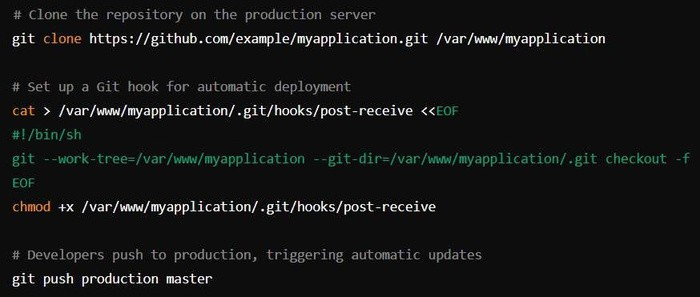 # Clone the repository on the production server
git clone https://github.com/example/myapplication.git /var/www/myapplication
# Set up a Git hook for automatic deployment
cat > /var/www/myapplication/.git/hooks/post-receive <<EOF
#!/bin/sh
git --work-tree=/var/www/myapplication --git-dir=/var/www/myapplication/.git checkout -f
EOF
chmod +x /var/www/myapplication/.git/hooks/post-receive
# Developers push to production, triggering automatic updates
git push production master